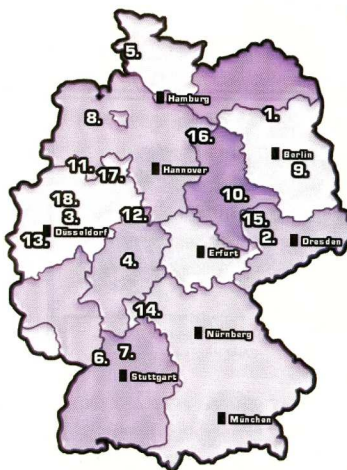 5.
Hamburg
1.
8.
16.
Berlin
9.
11.
17.
Hannover
18.
10.
3.
12.
15.
13.
Düsseldorf
2.
Dresden
Erfurt
4.
14.
Nürnberg
6.
7.
Stuttgart
München